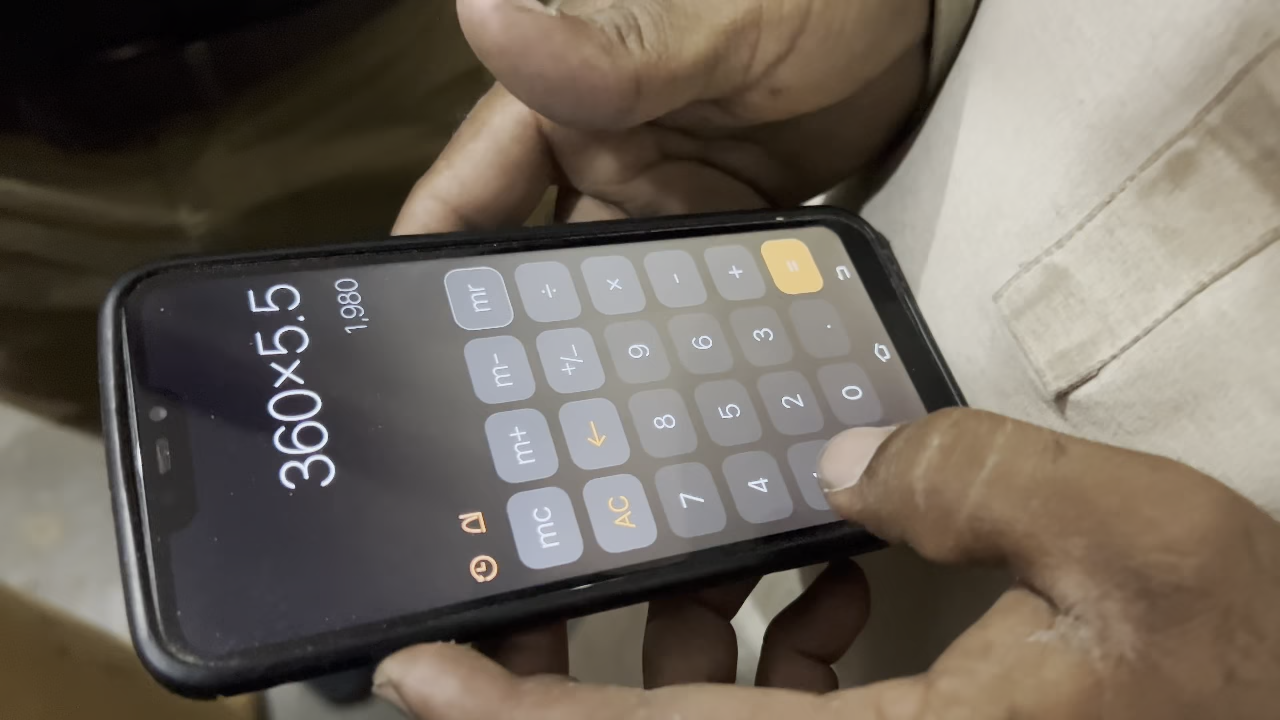 360×5.5
1,980
mc m+ m- mr
AC ← +/- ÷
7 8 9 ×
4 5 6 -
2 3 +
0 . =